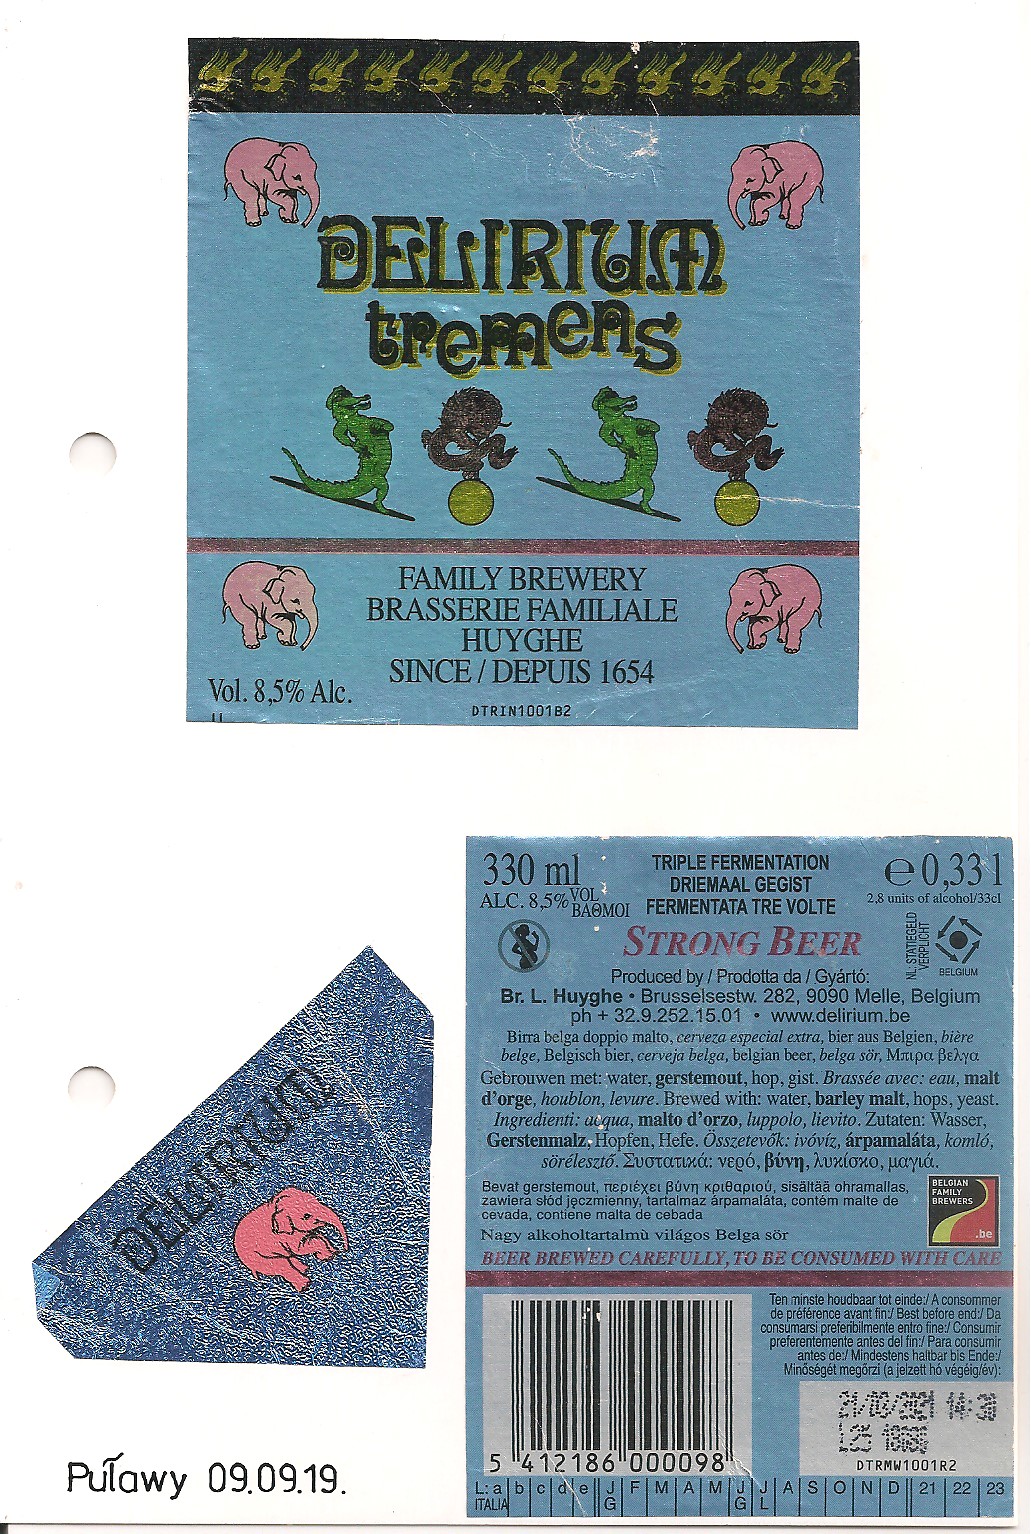 DELIRIUM
tremens
FAMILY BREWERY
BRASSERIE FAMILIALE
HUYGHE
SINCE / DEPUIS 1654
Vol. 8,5% Alc.
DTRIN1001B2
330 ml
ALC. 8,5% VOL
ΒΑΘΜΟΙ
TRIPLE FERMENTATION
DRIEMAAL GEGIST
FERMENTATA TRE VOLTE
e 0,33 l
2,8 units of alcohol/33cl
STRONG BEER
NL STATIEGELD
VERPLICHT
BELGIUM
Produced by / Prodotta da / Gyártó:
Br. L. Huyghe • Brusselsestw. 282, 9090 Melle, Belgium
ph + 32.9.252.15.01 • www.delirium.be
Birra belga doppio malto, cerveza especial extra, bier aus Belgien, bière
belge, Belgisch bier, cerveja belga, belgian beer, belga sör, Μπιρα βελγα
Gebrouwen met: water, gerstemout, hop, gist. Brassée avec: eau, malt
d'orge, houblon, levure. Brewed with: water, barley malt, hops, yeast.
Ingredienti: acqua, malto d'orzo, luppolo, lievito. Zutaten: Wasser,
Gerstenmalz, Hopfen, Hefe. Összetevők: ivóvíz, árpamaláta, komló,
sörélesztő. Συστατικά: νερό, βύνη, λυκίσκο, μαγιά.
Bevat gerstemout, περιέχει βύνη κριθαριού, sisältää ohramallas,
zawiera słód jęczmienny, tartalmaz árpamaláta, contém malte de
cevada, contiene malta de cebada
Nagy alkoholtartalmù világos Belga sör
BELGIAN
FAMILY
BREWERS
.be
BEER BREWED CAREFULLY, TO BE CONSUMED WITH CARE
Ten minste houdbaar tot einde:/ A consommer
de préférence avant fin:/ Best before end:/ Da
consumarsi preferibilmente entro fine:/ Consumir
preferentemente antes del fin:/ Para consumir
antes de:/ Mindestens haltbar bis Ende:/
Minőségét megőrzi (a jelzett hó végéig/év):
5 412186 000098
DTRMW1001R2
L: a b c d e J F M A M J J A S O N D 21 22 23
ITALIA G G L
DELIRIUM
Puławy 09.09.19.